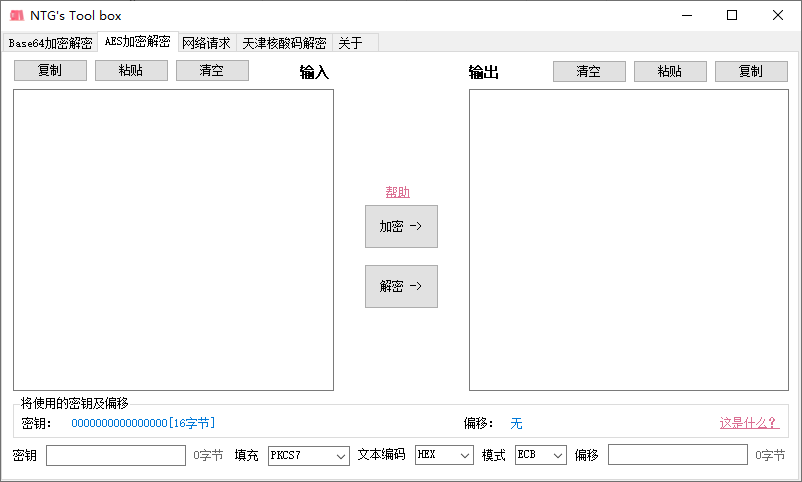 NTG's Tool box
Base64加密解密 AES加密解密 网络请求 天津核酸码解密 关于
复制 粘贴 清空 输入 输出 清空 粘贴 复制
帮助
加密 ->
解密 ->
将使用的密钥及偏移
密钥: 0000000000000000[16字节] 偏移: 无 这是什么?
密钥 0字节 填充 PKCS7 文本编码 HEX 模式 ECB 偏移 0字节